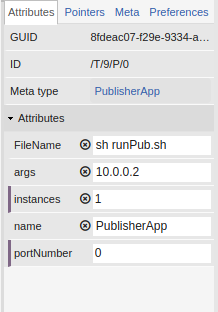 Attributes Pointers Meta Preferences
GUID 8fdeac07-f29e-9334-a...
ID /T/9/P/0
Meta type PublisherApp
Attributes
FileName sh runPub.sh
args 10.0.0.2
instances 1
name PublisherApp
portNumber 0